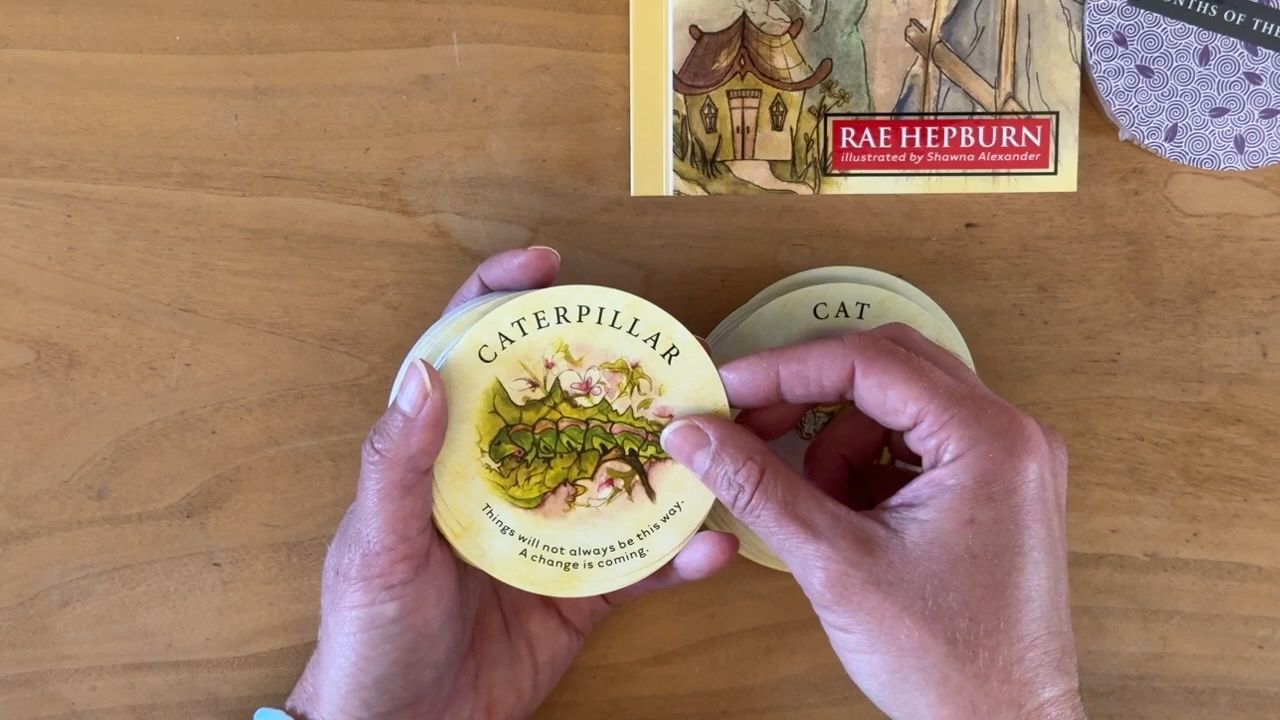 RAE HEPBURN
illustrated by Shawna Alexander
OF THE
CATERPILLAR
Things will not always be this way.
A change is coming.
CAT